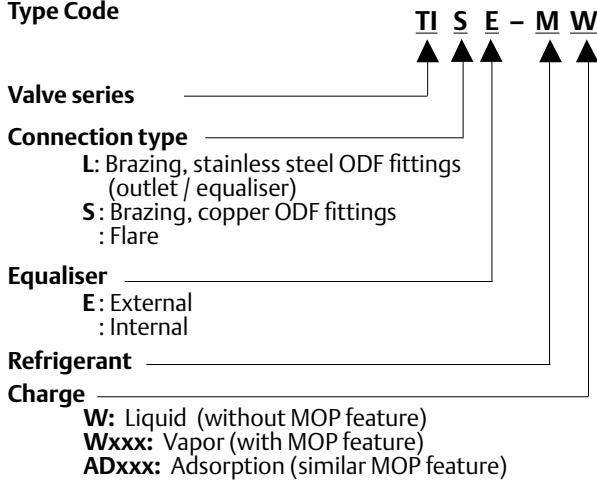 Type Code
TI S E – M W
Valve series
Connection type
L: Brazing, stainless steel ODF fittings
(outlet / equaliser)
S : Brazing, copper ODF fittings
: Flare
Equaliser
E : External
: Internal
Refrigerant
Charge
W: Liquid (without MOP feature)
Wxxx: Vapor (with MOP feature)
ADxxx: Adsorption (similar MOP feature)